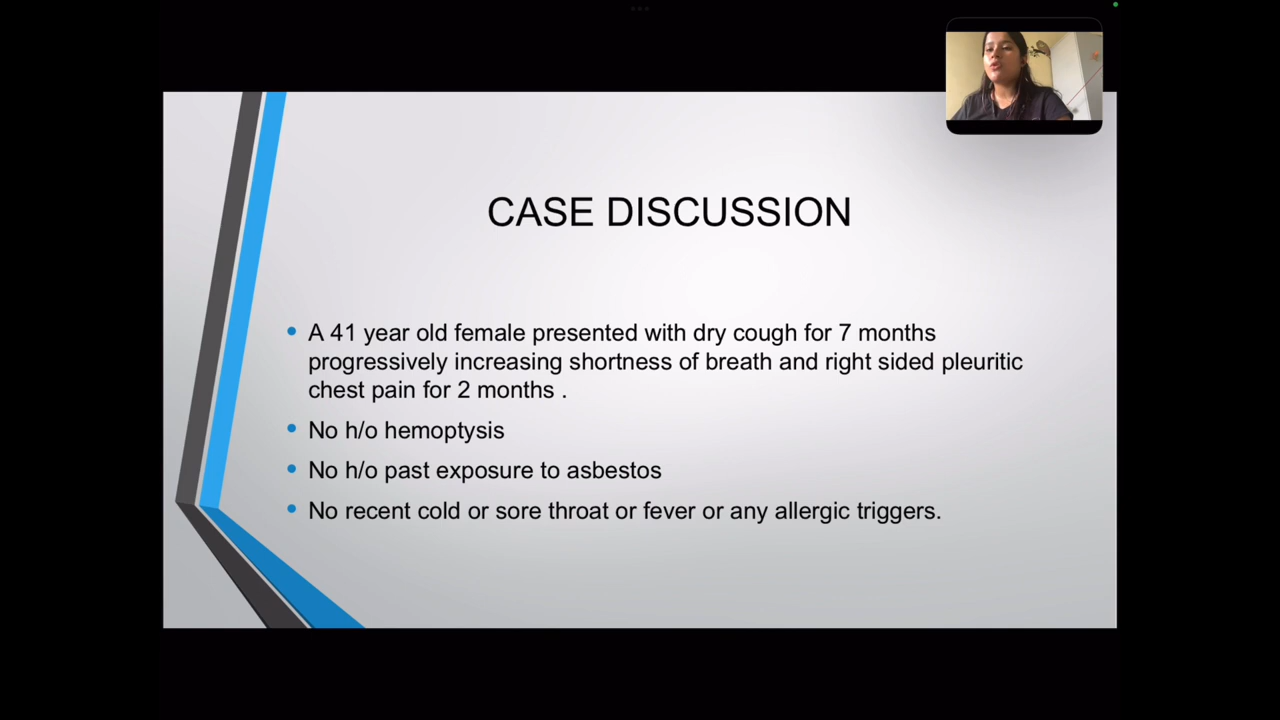 CASE DISCUSSION
• A 41 year old female presented with dry cough for 7 months
progressively increasing shortness of breath and right sided pleuritic
chest pain for 2 months .
• No h/o hemoptysis
• No h/o past exposure to asbestos
• No recent cold or sore throat or fever or any allergic triggers.